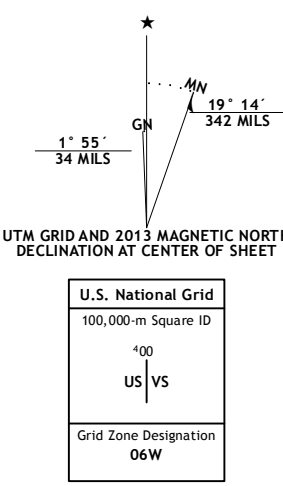 ★
MN
19° 14´
342 MILS
GN
1° 55´
34 MILS
UTM GRID AND 2013 MAGNETIC NORTH
DECLINATION AT CENTER OF SHEET
U.S. National Grid
100,000-m Square ID
⁴00
US VS
Grid Zone Designation
06W